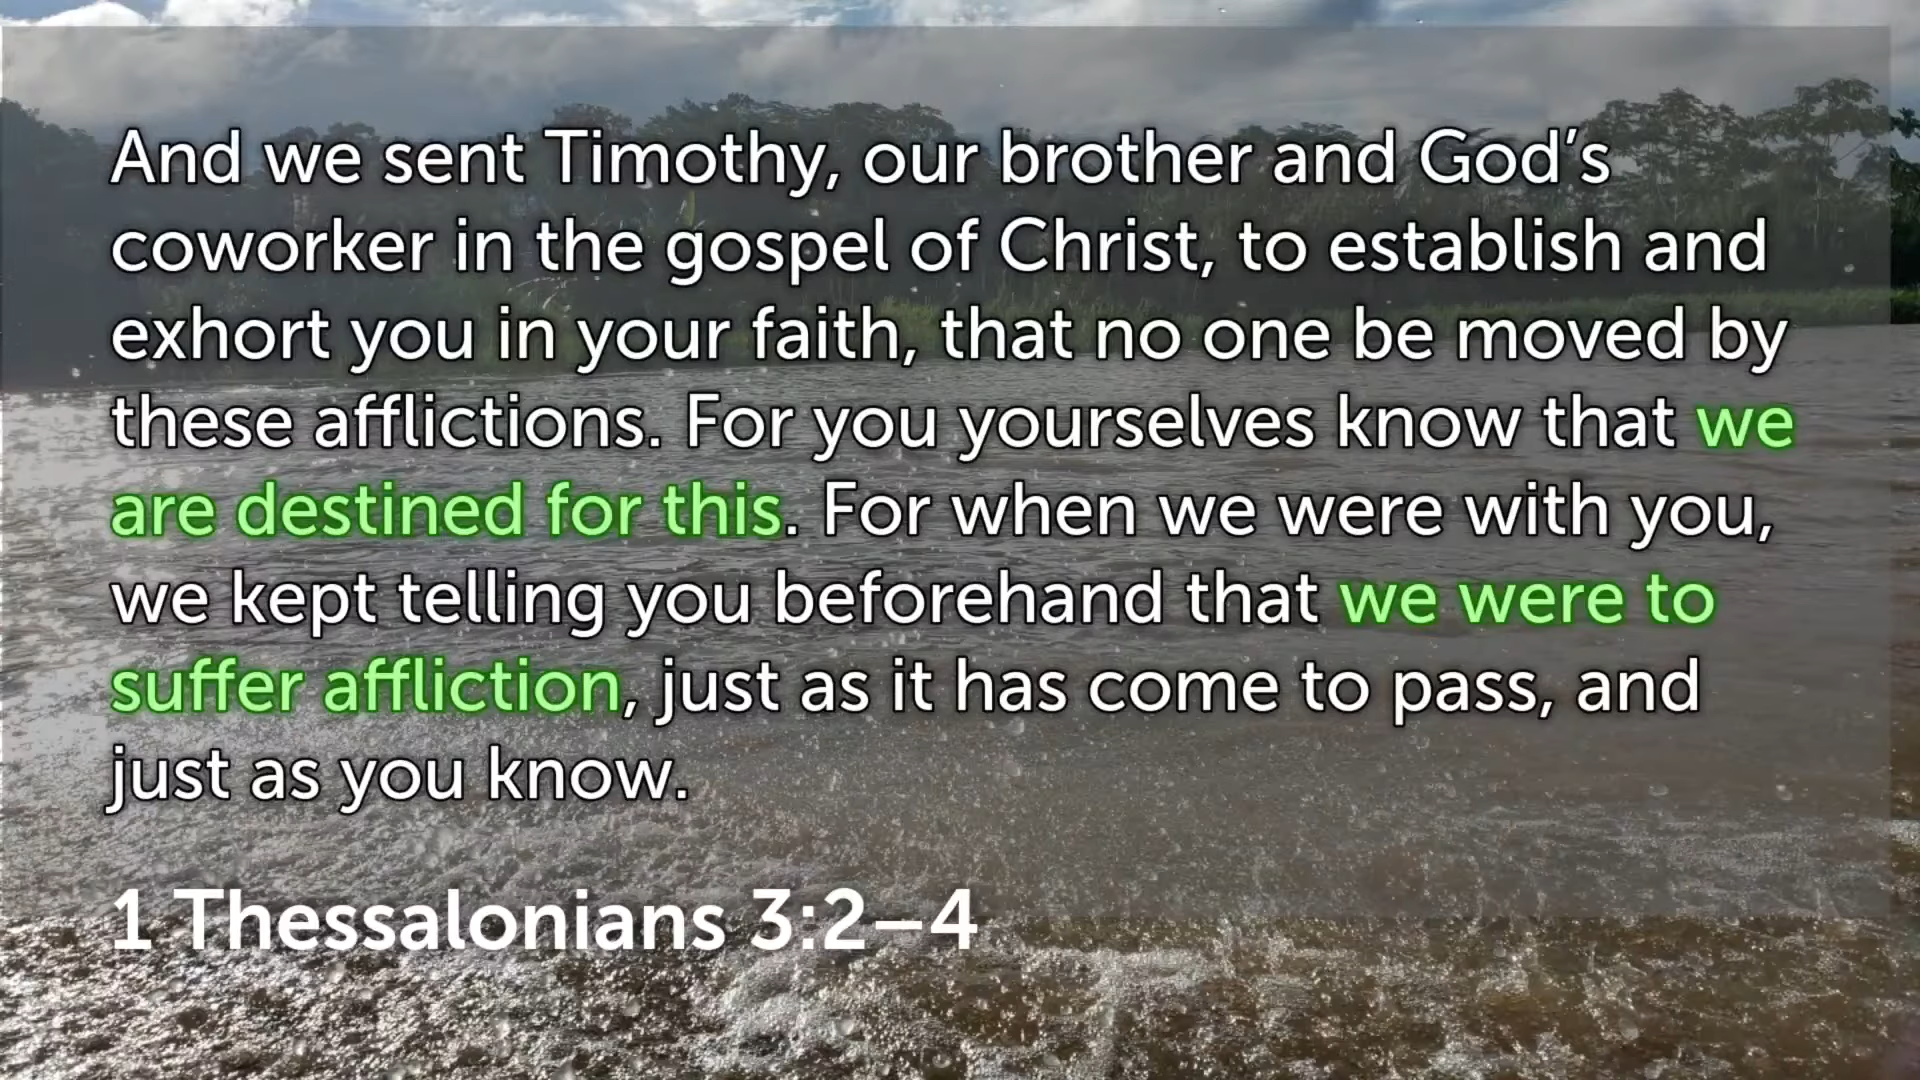 And we sent Timothy, our brother and God’s
coworker in the gospel of Christ, to establish and
exhort you in your faith, that no one be moved by
these afflictions. For you yourselves know that we
are destined for this. For when we were with you,
we kept telling you beforehand that we were to
suffer affliction, just as it has come to pass, and
just as you know.
1 Thessalonians 3:2–4